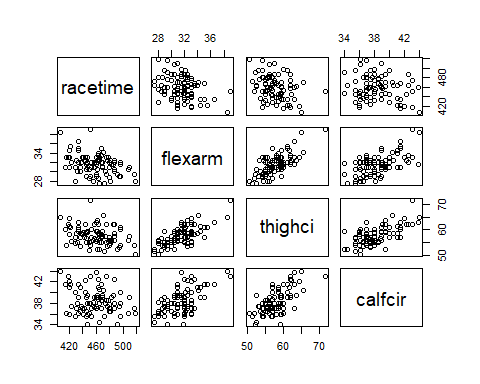 28 32 36 34 38 42
racetime 420 480
28 34 flexarm
thighci 50 60 70
34 38 42 calfcir
420 460 500 50 60 70